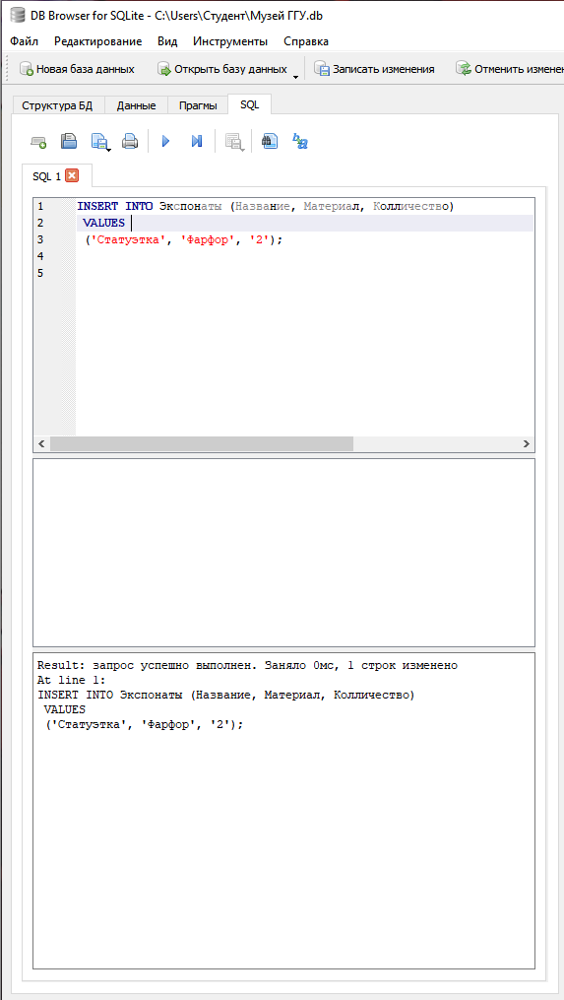 DB Browser for SQLite - C:\Users\Студент\Музей ГГУ.db
Файл Редактирование Вид Инструменты Справка
Новая база данных Открыть базу данных Записать изменения Отменить изменен
Структура БД Данные Прагмы SQL
SQL 1
1 INSERT INTO Экспонаты (Название, Материал, Колличество)
2 VALUES
3 ('Статуэтка', 'Фарфор', '2');
4
5
Result: запрос успешно выполнен. Заняло 0мс, 1 строк изменено
At line 1:
INSERT INTO Экспонаты (Название, Материал, Колличество)
VALUES
('Статуэтка', 'Фарфор', '2');